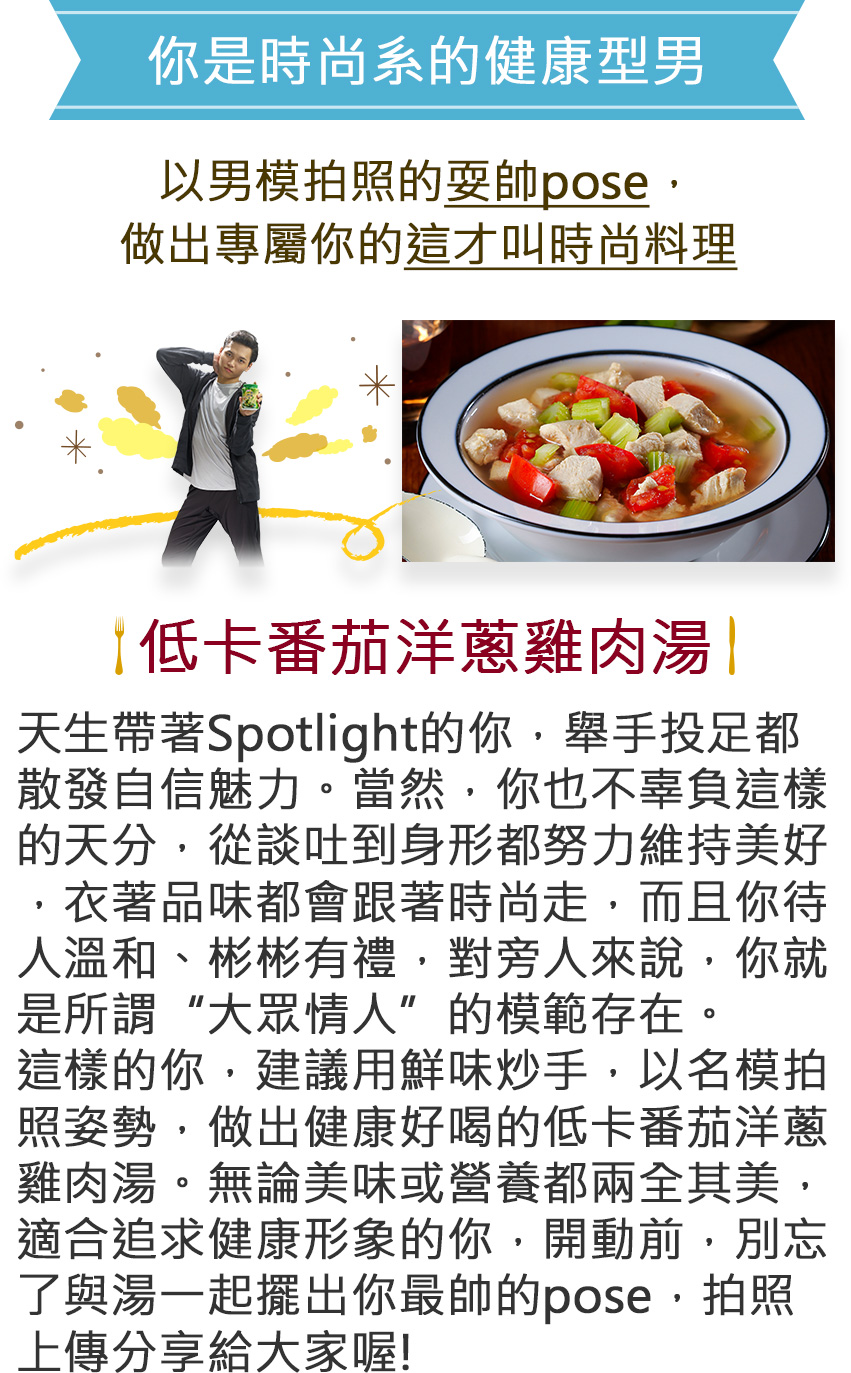 你是時尚系的健康型男
以男模拍照的耍帥pose，
做出專屬你的這才叫時尚料理
低卡番茄洋蔥雞肉湯
天生帶著Spotlight的你，舉手投足都
散發自信魅力。當然，你也不辜負這樣
的天分，從談吐到身形都努力維持美好
，衣著品味都會跟著時尚走，而且你待
人溫和、彬彬有禮，對旁人來說，你就
是所謂“大眾情人”的模範存在。
這樣的你，建議用鮮味炒手，以名模拍
照姿勢，做出健康好喝的低卡番茄洋蔥
雞肉湯。無論美味或營養都兩全其美，
適合追求健康形象的你，開動前，別忘
了與湯一起擺出你最帥的pose，拍照
上傳分享給大家喔!